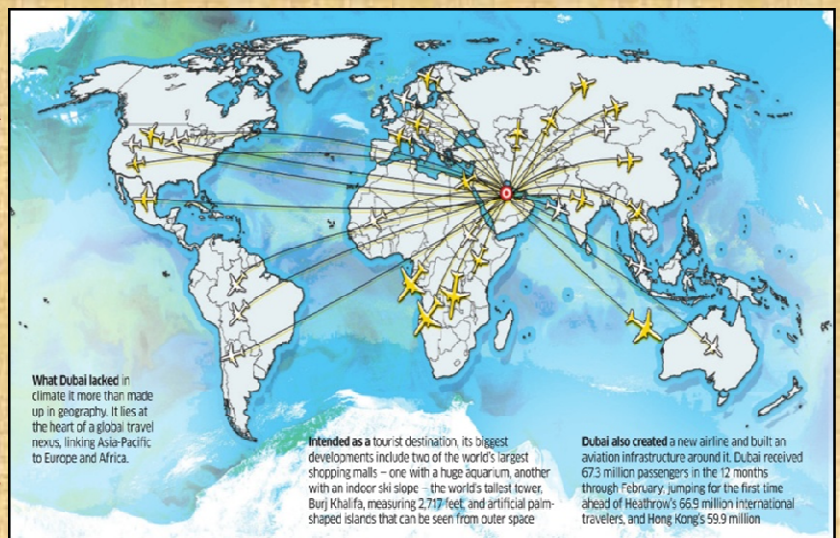 What Dubai lacked in
climate it more than made
up in geography. It lies at
the heart of a global travel
nexus, linking Asia-Pacific
to Europe and Africa.
Intended as a tourist destination, its biggest
developments include two of the world's largest
shopping malls – one with a huge aquarium, another
with an indoor ski slope – the world's tallest tower,
Burj Khalifa, measuring 2,717 feet, and artificial palm-
shaped islands that can be seen from outer space
Dubai also created a new airline and built an
aviation infrastructure around it. Dubai received
67.3 million passengers in the 12 months
through February, jumping for the first time
ahead of Heathrow's 66.9 million international
travelers, and Hong Kong's 59.9 million